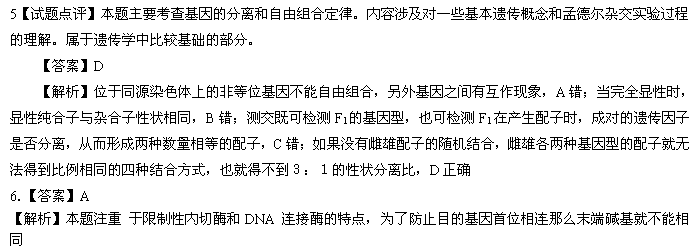 5【试题点评】本题主要考查基因的分离和自由组合定律。内容涉及对一些基本遗传概念和孟德尔杂交实验过程
的理解。属于遗传学中比较基础的部分。
【答案】D
【解析】位于同源染色体上的非等位基因不能自由组合，另外基因之间有互作现象，A错；当完全显性时，
显性纯合子与杂合子性状相同，B错；测交既可检测F₁的基因型，也可检测F₁在产生配子时，成对的遗传因子
是否分离，从而形成两种数量相等的配子，C错；如果没有雌雄配子的随机结合，雌雄各两种基因型的配子就无
法得到比例相同的四种结合方式，也就得不到3：1的性状分离比，D正确
6.【答案】A
【解析】本题注重 于限制性内切酶和DNA 连接酶的特点，为了防止目的基因首位相连那么末端碱基就不能相
同